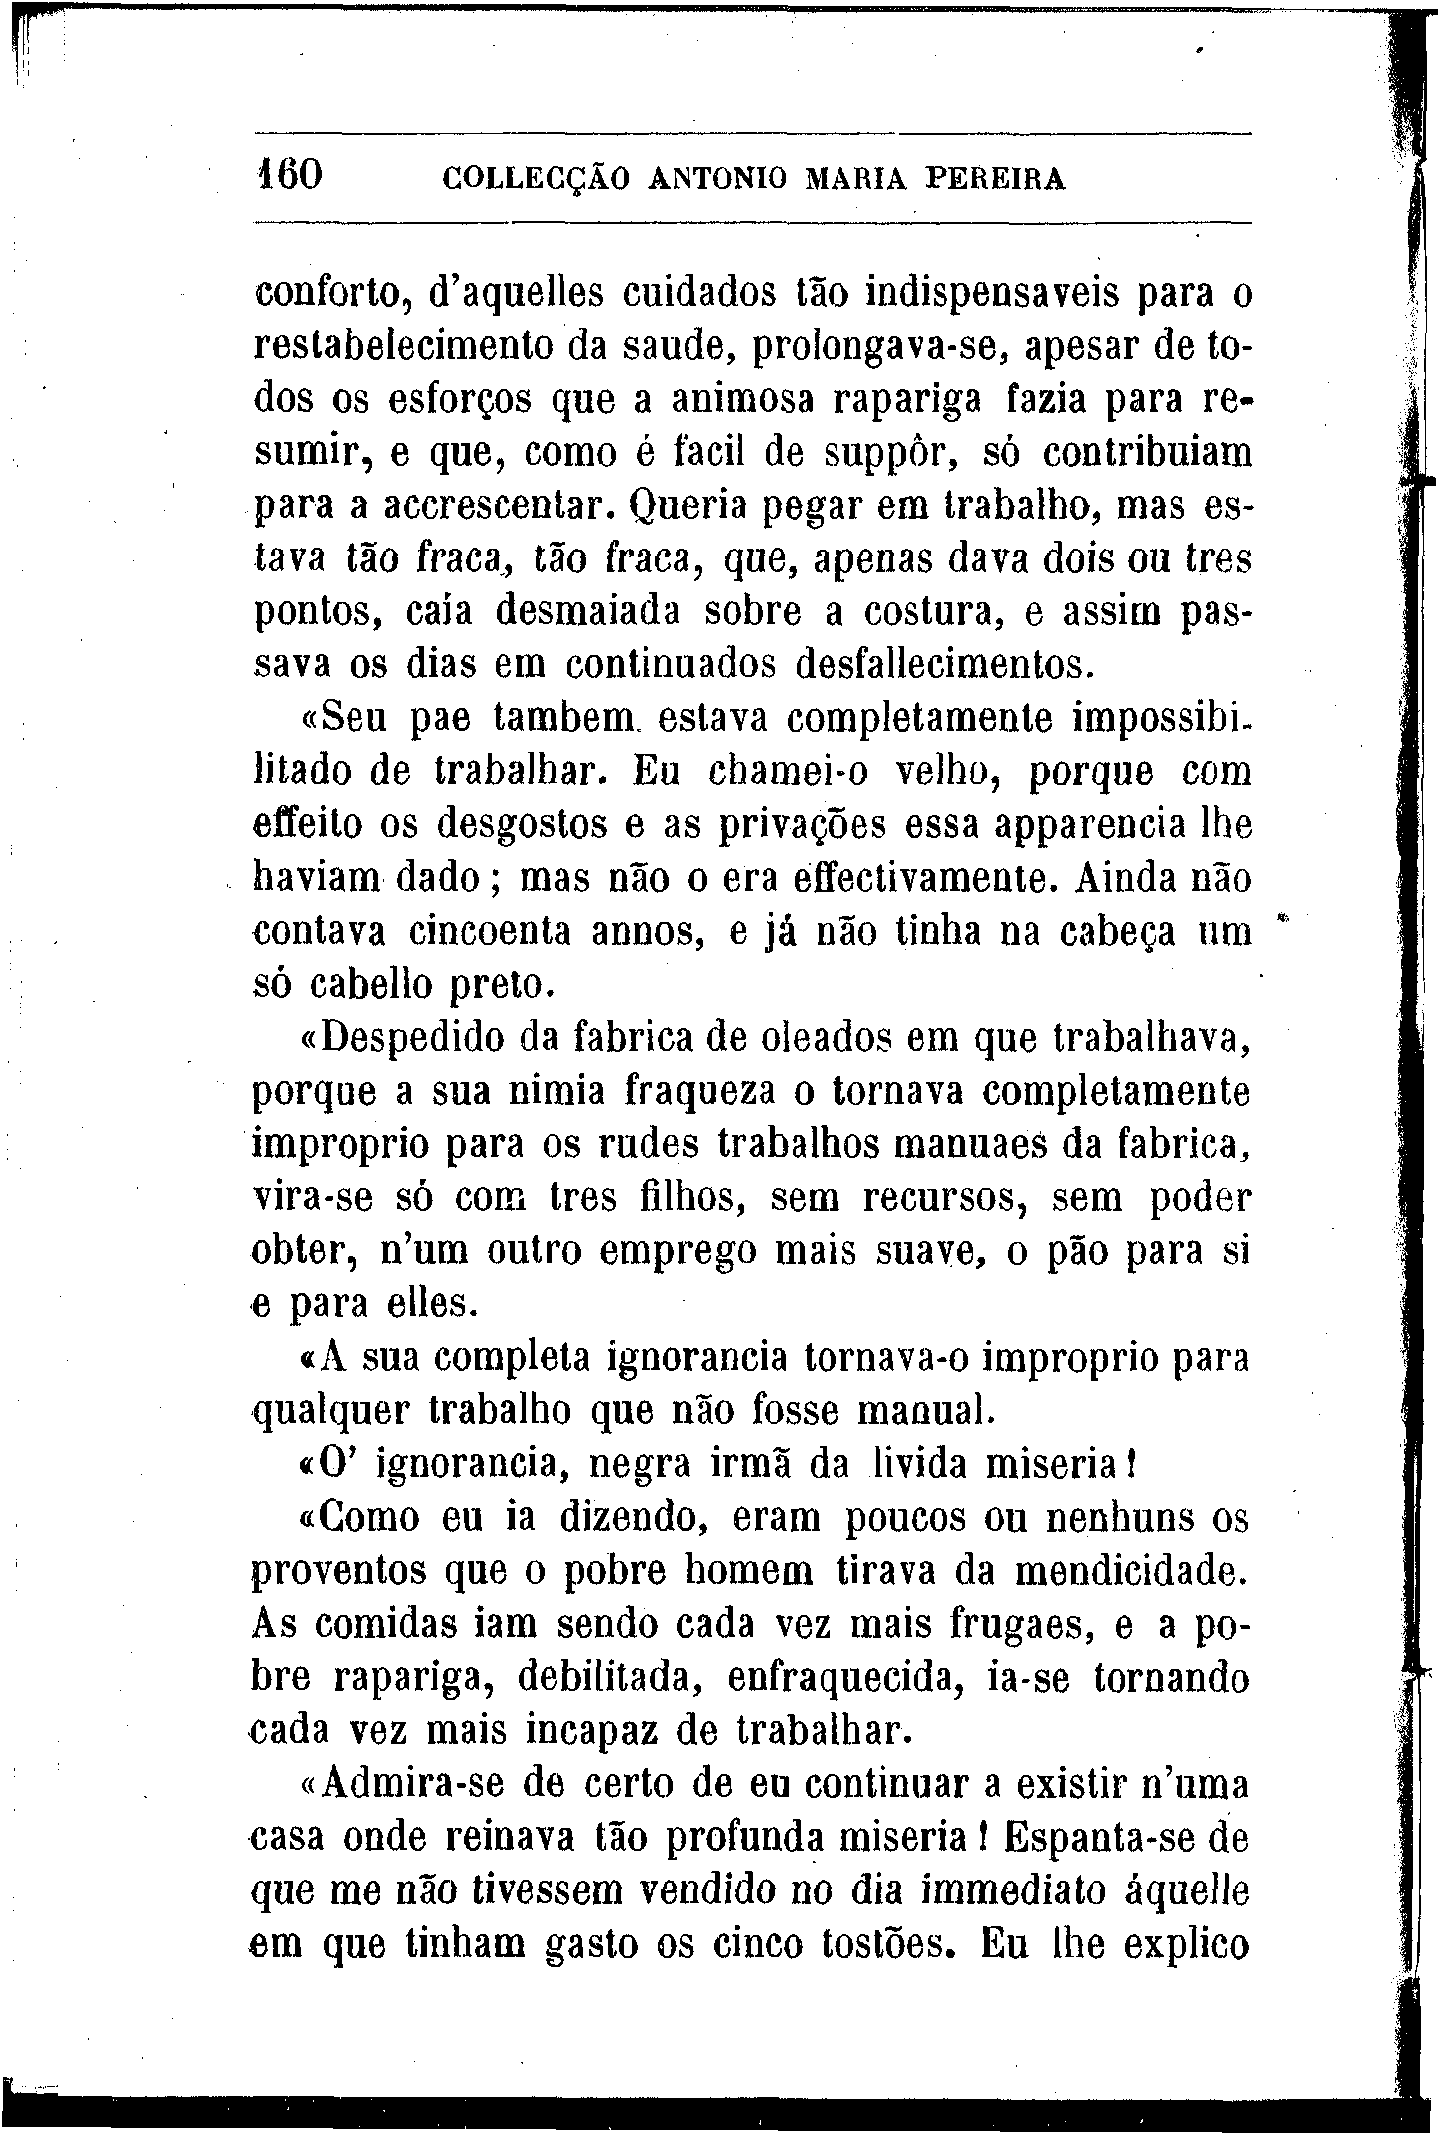 160 COLLECÇÃO ANTONIO MARIA PEREIRA
conforto, d'aquelles cuidados tão indispensaveis para o
restabelecimento da saude, prolongava-se, apesar de to-
dos os esforços que a animosa rapariga fazia para re-
sumir, e que, como é facil de suppôr, só contribuiam
para a accrescentar. Queria pegar em trabalho, mas es-
tava tão fraca, tão fraca, que, apenas dava dois ou tres
pontos, caía desmaiada sobre a costura, e assim pas-
sava os dias em continuados desfallecimentos.
«Seu pae tambem estava completamente impossibi-
litado de trabalhar. Eu chamei-o velho, porque com
effeito os desgostos e as privações essa apparencia lhe
haviam dado; mas não o era effectivamente. Ainda não
contava cincoenta annos, e já não tinha na cabeça um
só cabello preto.
«Despedido da fabrica de oleados em que trabalhava,
porque a sua nimia fraqueza o tornava completamente
improprio para os rudes trabalhos manuaes da fabrica,
vira-se só com tres filhos, sem recursos, sem poder
obter, n'um outro emprego mais suave, o pão para si
e para elles.
«A sua completa ignorancia tornava-o improprio para
qualquer trabalho que não fosse manual.
«O' ignorancia, negra irmã da livida miseria!
«Como eu ia dizendo, eram poucos ou nenhuns os
proventos que o pobre homem tirava da mendicidade.
As comidas iam sendo cada vez mais frugaes, e a po-
bre rapariga, debilitada, enfraquecida, ia-se tornando
cada vez mais incapaz de trabalhar.
«Admira-se de certo de eu continuar a existir n'uma
casa onde reinava tão profunda miseria! Espanta-se de
que me não tivessem vendido no dia immediato áquelle
em que tinham gasto os cinco tostões. Eu lhe explico